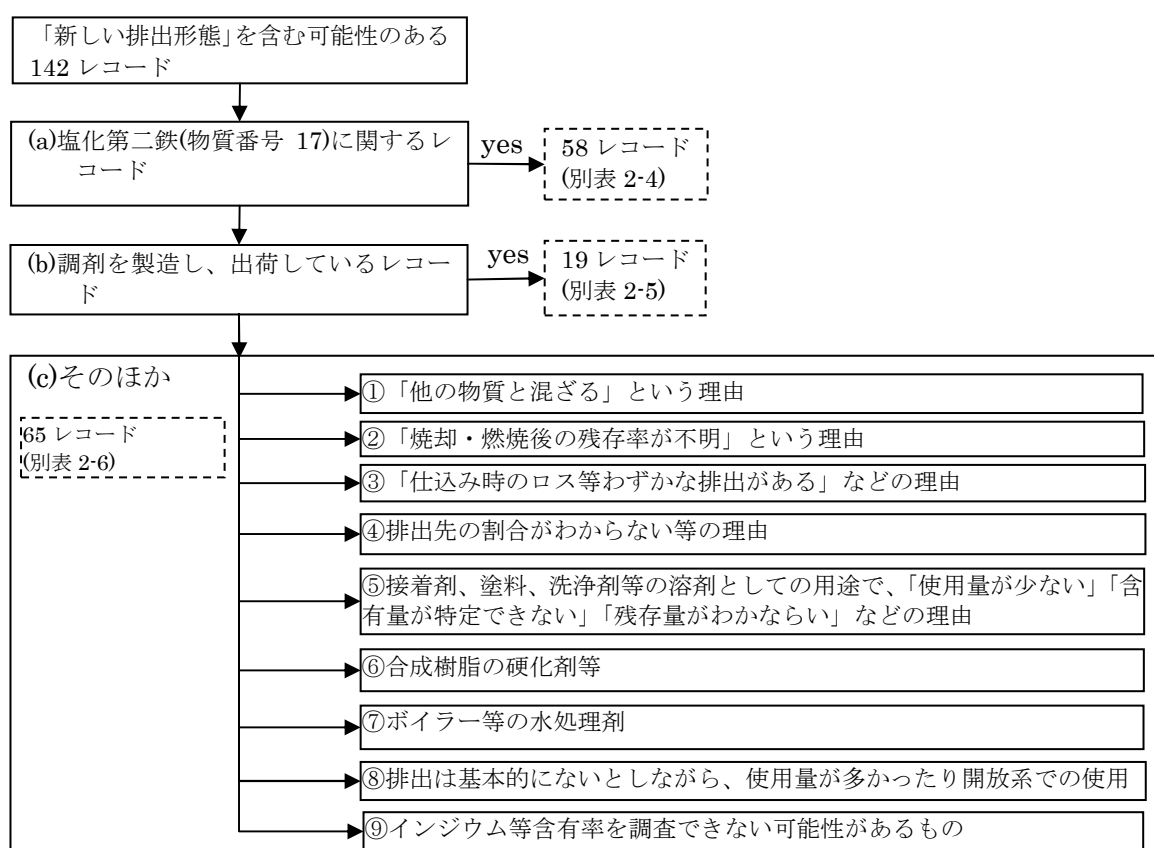 「新しい排出形態」を含む可能性のある
142 レコード
(a)塩化第二鉄(物質番号 17)に関するレ
コード
yes
58 レコード
(別表 2-4)
(b)調剤を製造し、出荷しているレコー
ド
yes
19 レコード
(別表 2-5)
(c)そのほか
65 レコード
(別表 2-6)
①「他の物質と混ざる」という理由
②「焼却・燃焼後の残存率が不明」という理由
③「仕込み時のロス等わずかな排出がある」などの理由
④排出先の割合がわからない等の理由
⑤接着剤、塗料、洗浄剤等の溶剤としての用途で、「使用量が少ない」「含
有量が特定できない」「残存量がわかならい」などの理由
⑥合成樹脂の硬化剤等
⑦ボイラー等の水処理剤
⑧排出は基本的にないとしながら、使用量が多かったり開放系での使用
⑨インジウム等含有率を調査できない可能性があるもの